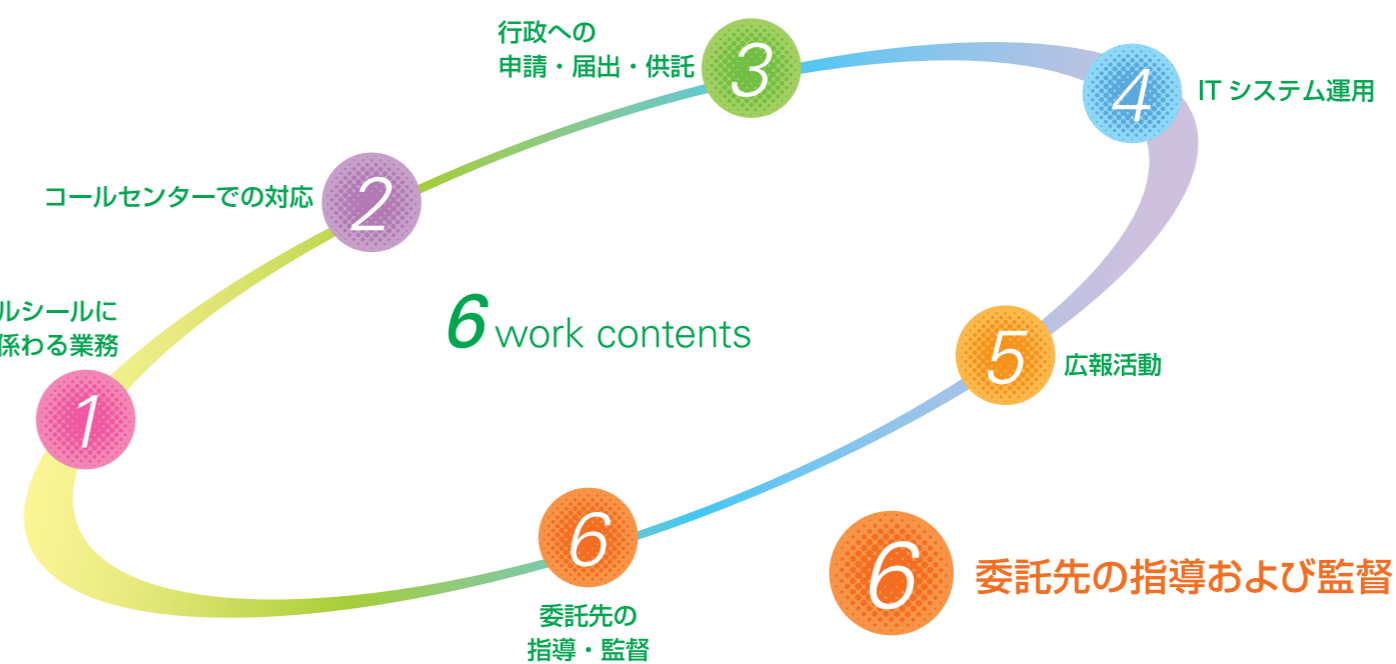 行政への
申請・届出・供託
3
4
IT システム運用
コールセンターでの対応
2
ルシールに
係わる業務
1
6 work contents
5
広報活動
6
委託先の
指導・監督
6 委託先の指導および監督